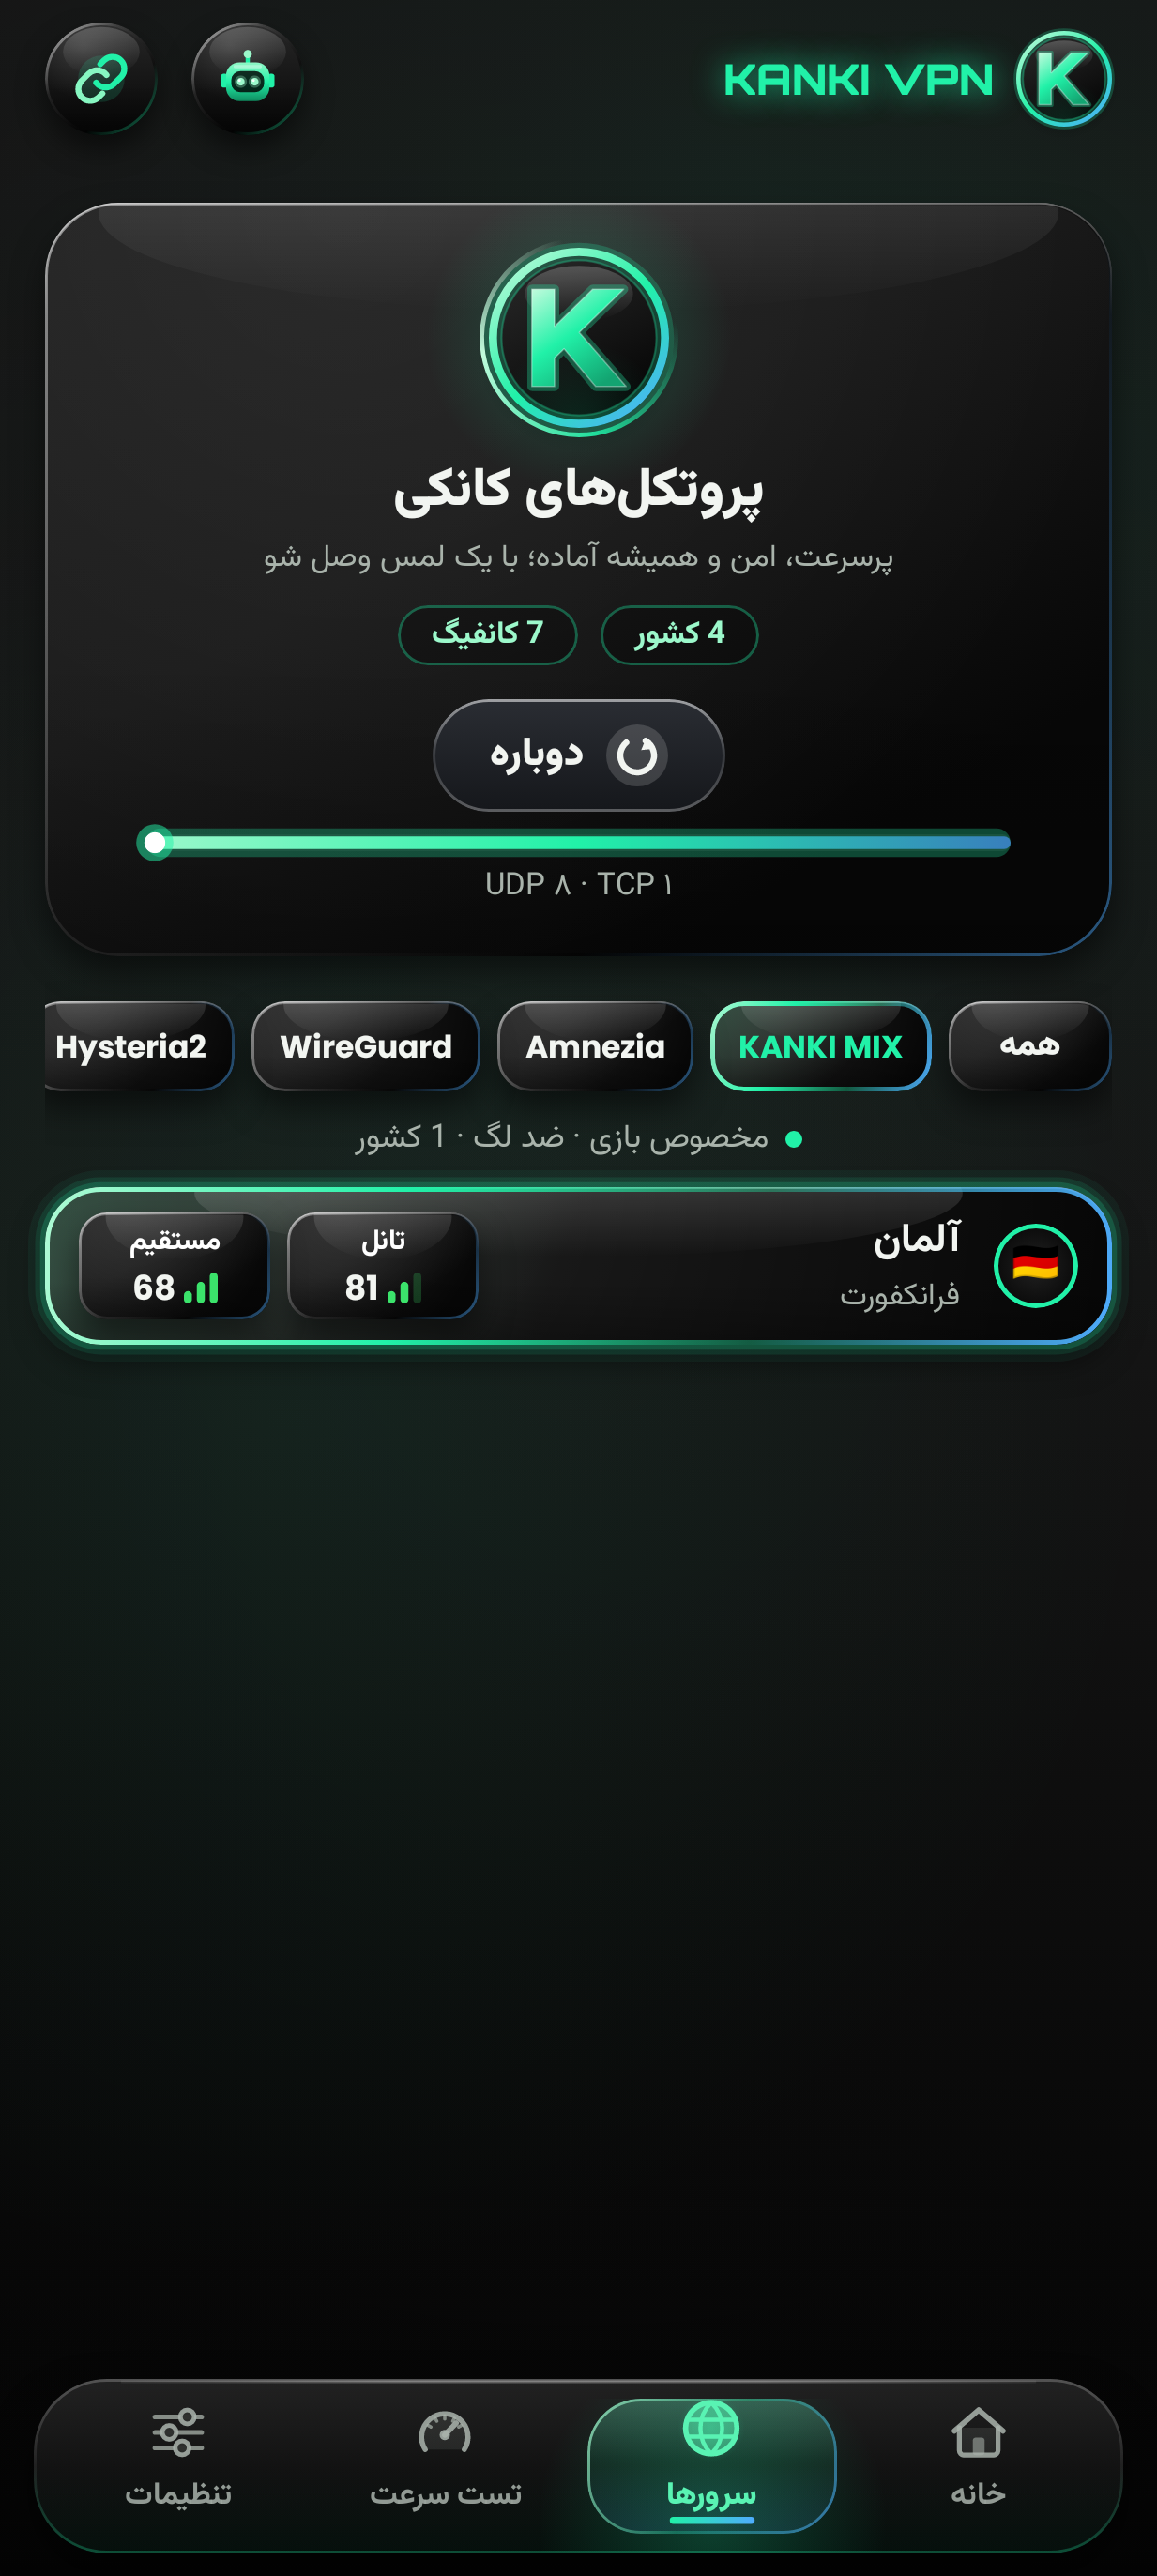 KANKI VPN
K
K
پروتکل‌های کانکی
پرسرعت، امن و همیشه آماده؛ با یک لمس وصل شو
4 کشور
7 کانفیگ
دوباره
UDP ۸ · TCP ۱
همه
KANKI MIX
Amnezia
WireGuard
Hysteria2
مخصوص بازی · ضد لگ · 1 کشور
آلمان
فرانکفورت
تانل
81
مستقیم
68
خانه
سرورها
تست سرعت
تنظیمات